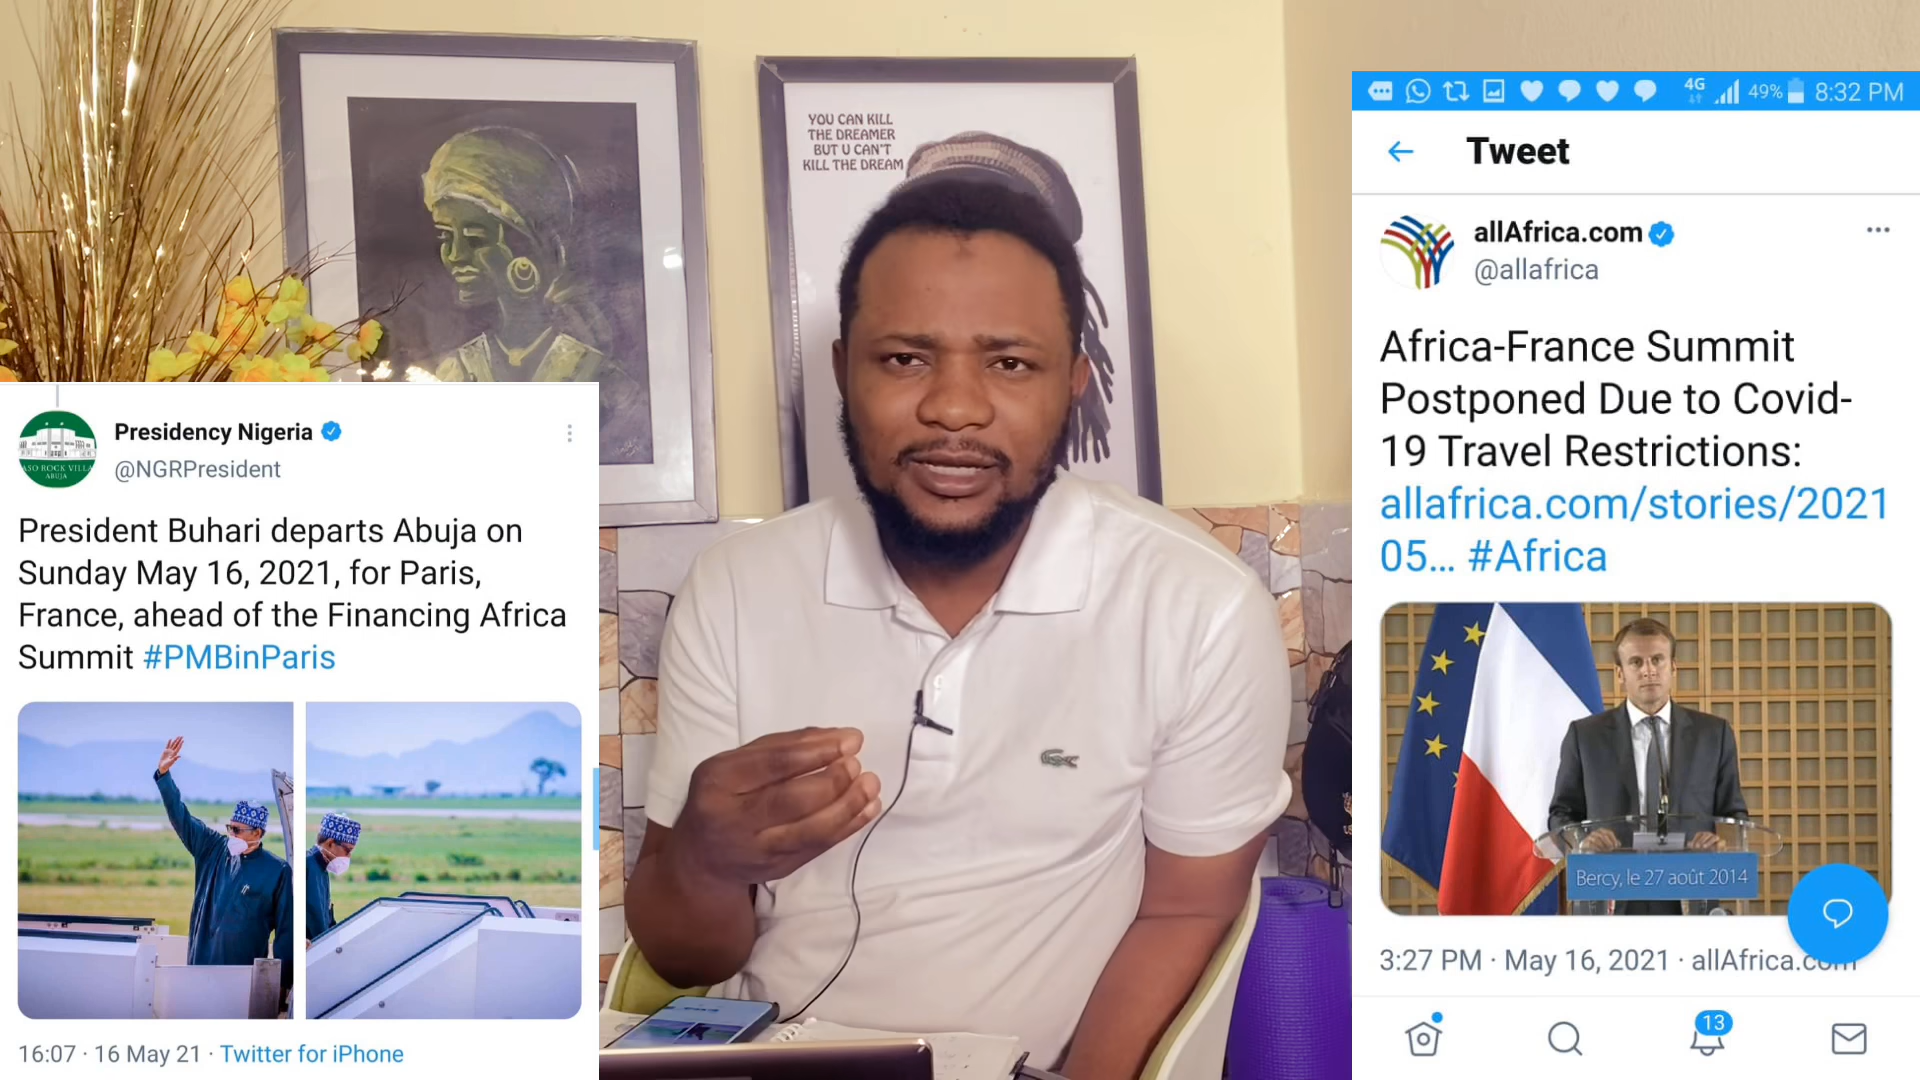 YOU CAN KILL
THE DREAMER
BUT U CAN'T
KILL THE DREAM
Presidency Nigeria
@NGRPresident
President Buhari departs Abuja on
Sunday May 16, 2021, for Paris,
France, ahead of the Financing Africa
Summit #PMBinParis
16:07 · 16 May 21 · Twitter for iPhone
ASO ROCK VILLA
ABUJA
4G
49%
8:32 PM
Tweet
allAfrica.com
@allafrica
Africa-France Summit
Postponed Due to Covid-
19 Travel Restrictions:
allafrica.com/stories/2021
05... #Africa
Bercy, le 27 août 2014
3:27 PM · May 16, 2021 · allAfrica.com
13